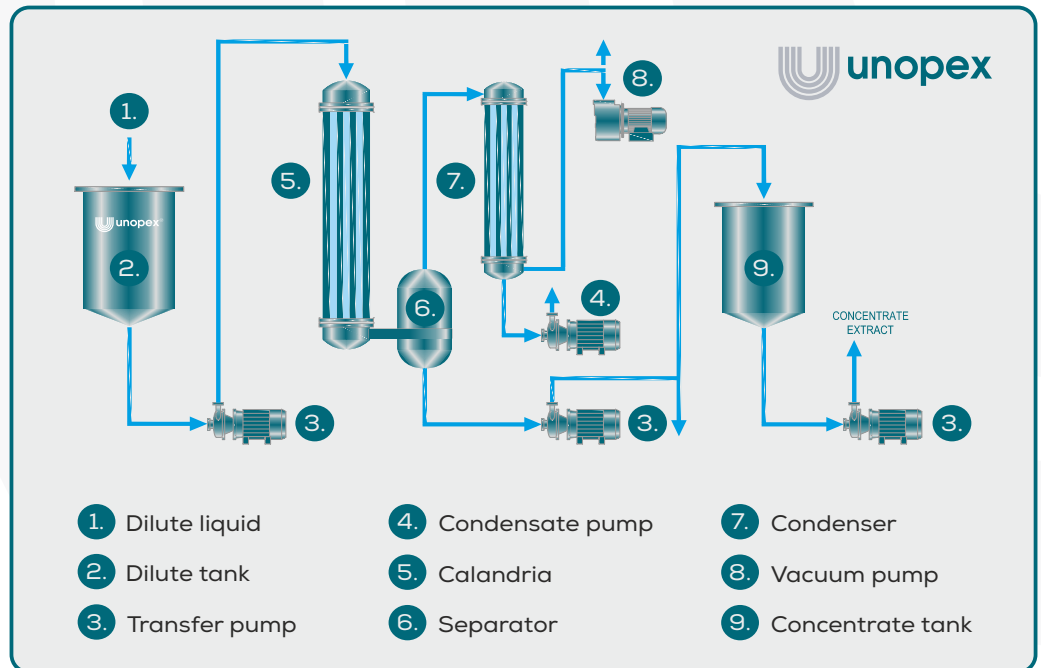 unopex
1.
8.
5.
7.
unopex
2.
9.
6.
4.
CONCENTRATE
EXTRACT
3.
3.
3.
1. Dilute liquid
2. Dilute tank
3. Transfer pump
4. Condensate pump
5. Calandria
6. Separator
7. Condenser
8. Vacuum pump
9. Concentrate tank